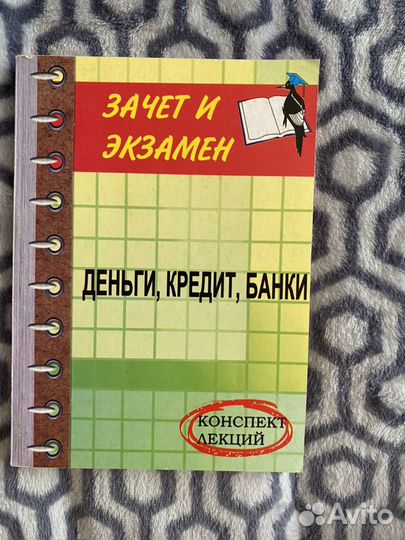 ЗАЧЕТ И
ЭКЗАМЕН
ДЕНЬГИ, КРЕДИТ, БАНКИ
КОНСПЕКТ
ЛЕКЦИЙ
Avito